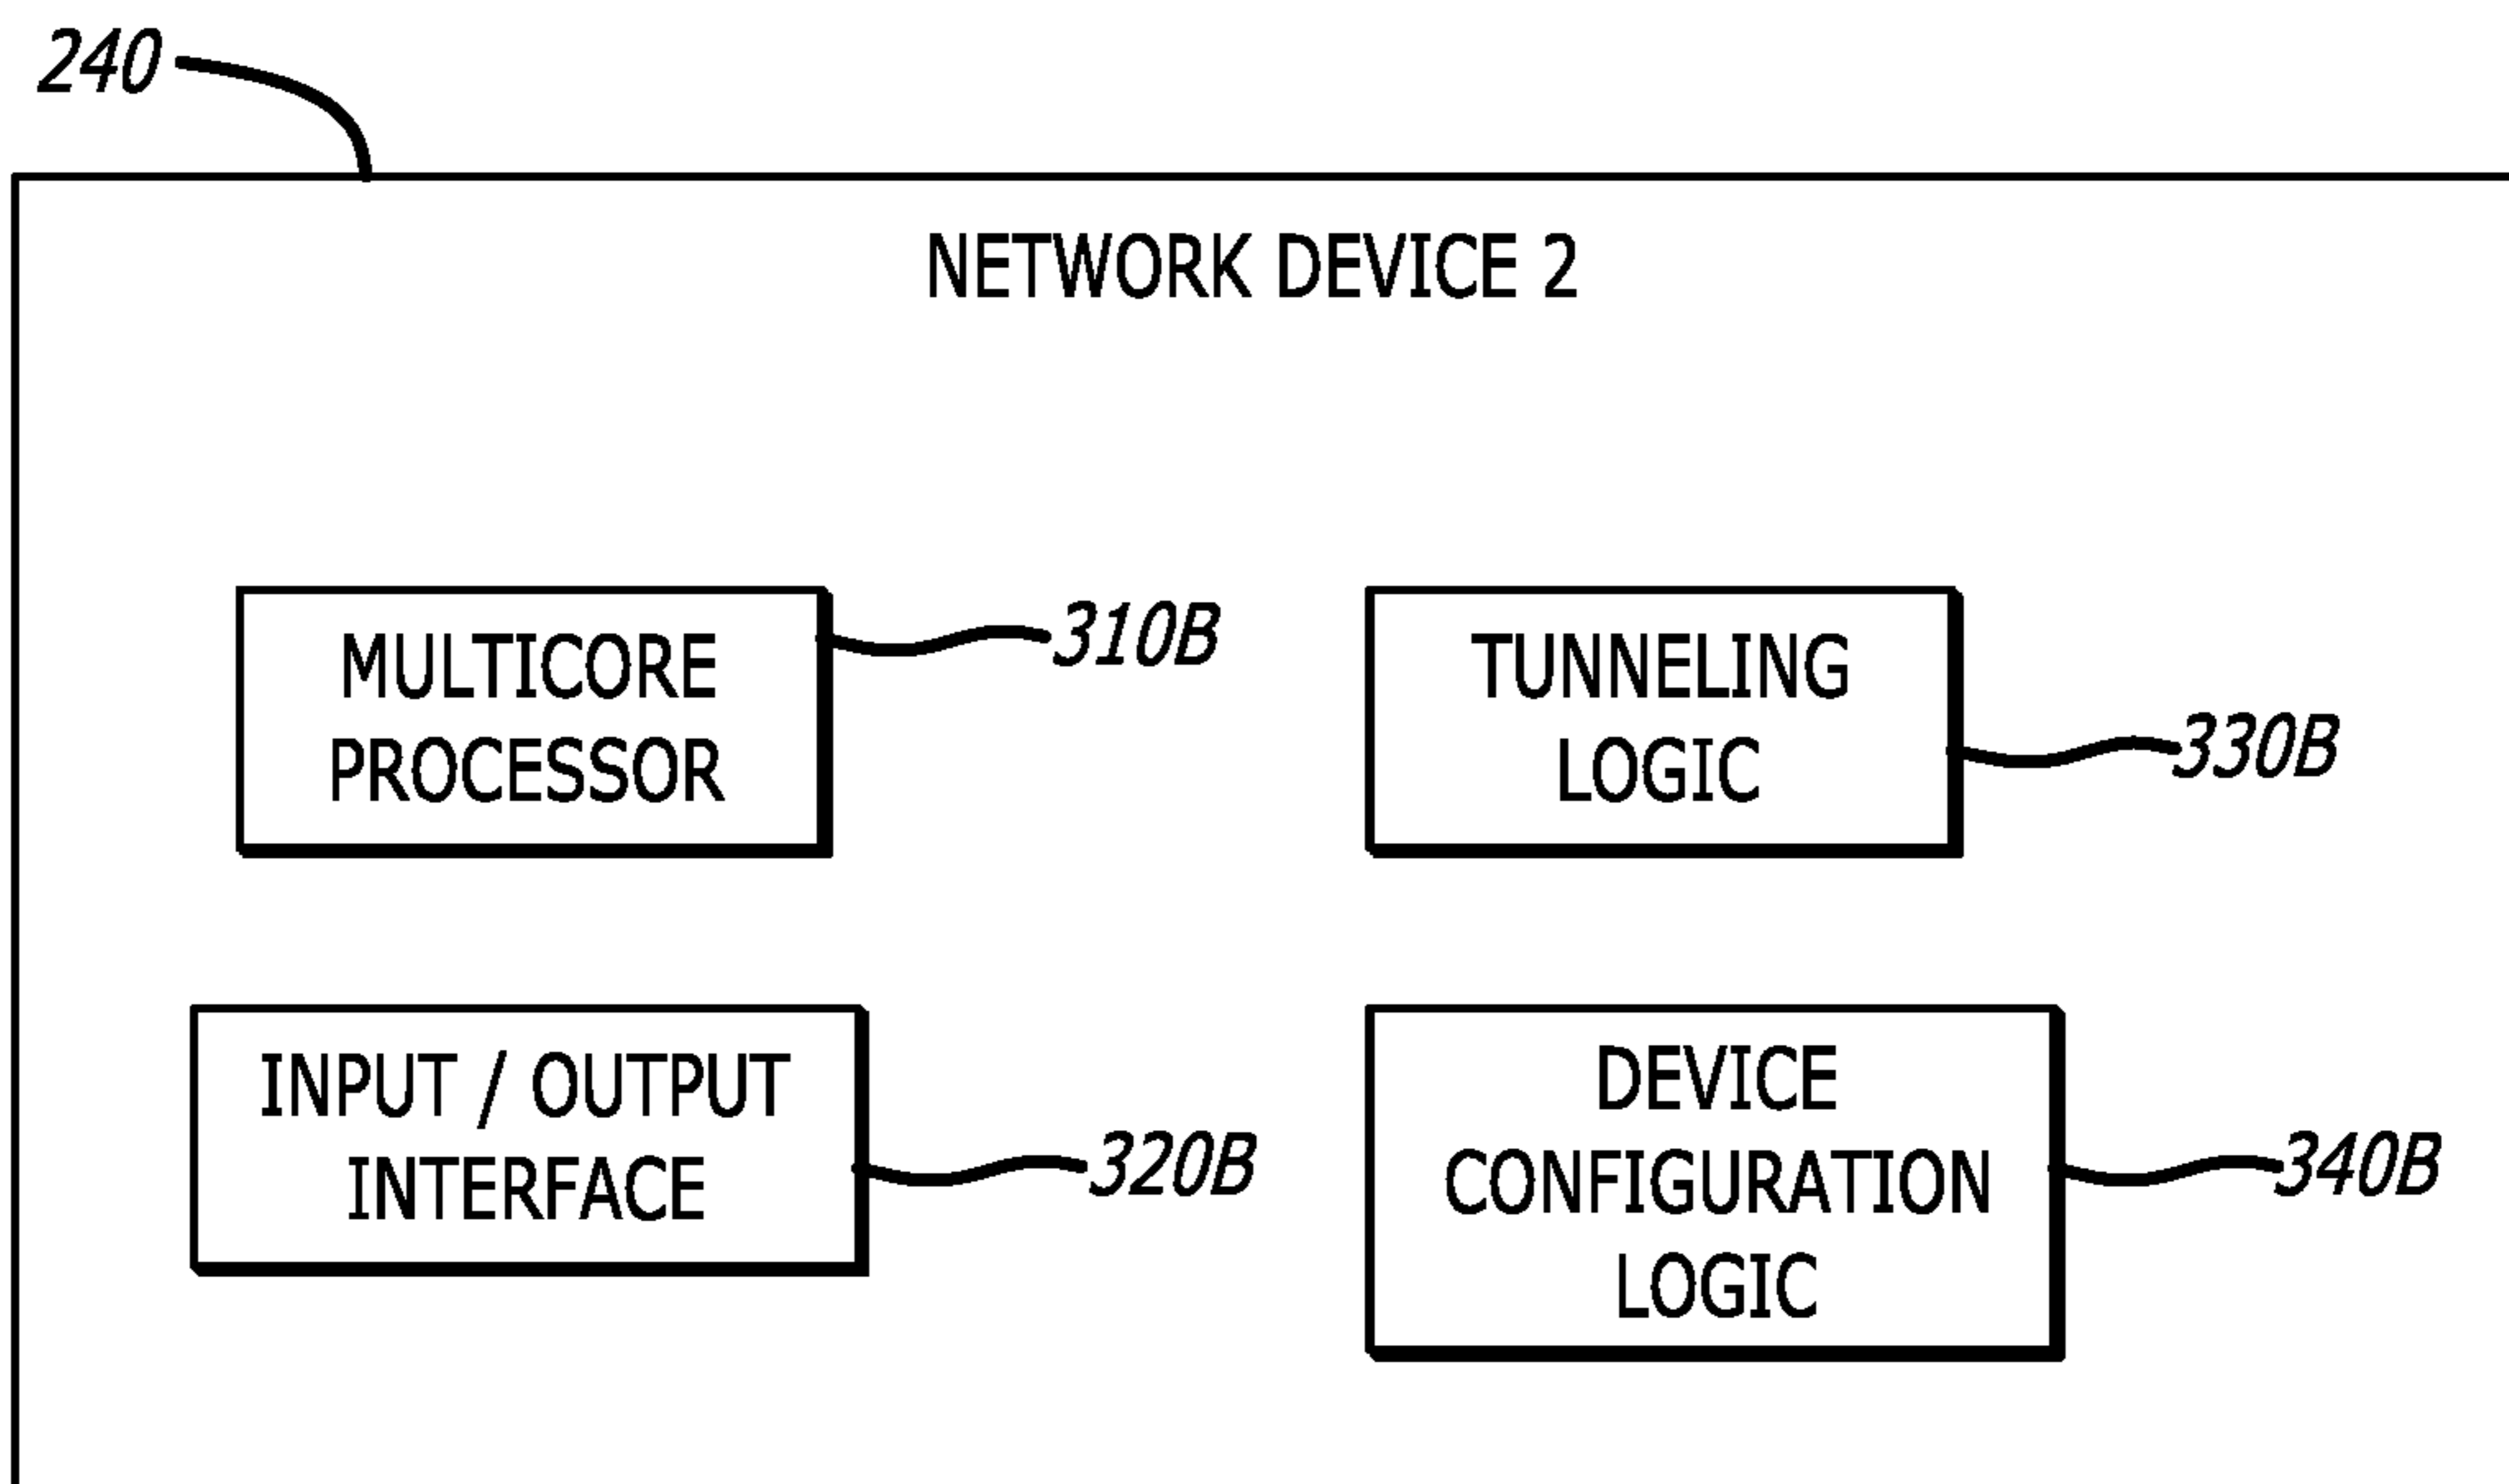 240
NETWORK DEVICE 2
MULTICORE
PROCESSOR
310B
TUNNELING
LOGIC
330B
INPUT / OUTPUT
INTERFACE
320B
DEVICE
CONFIGURATION
LOGIC
340B